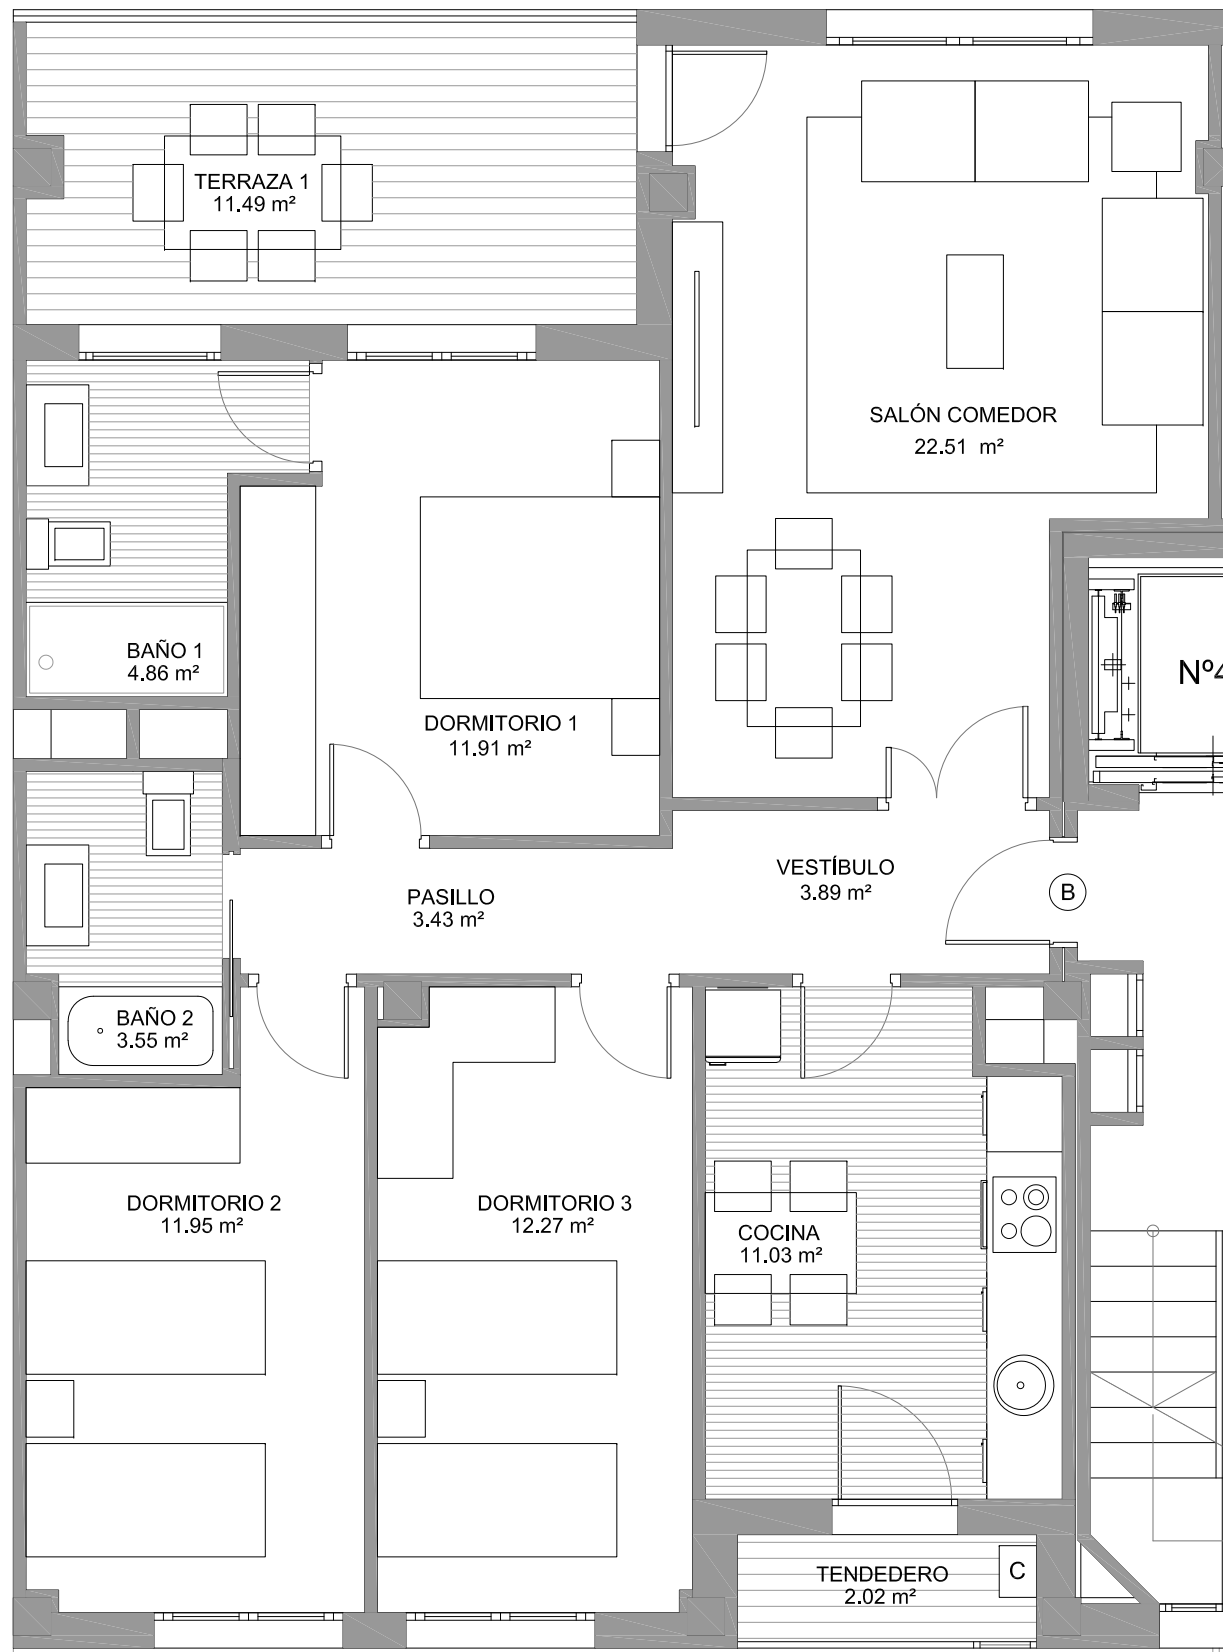 TERRAZA 1
11.49 m²
SALÓN COMEDOR
22.51 m²
BAÑO 1
4.86 m²
DORMITORIO 1
11.91 m²
Nº4
VESTÍBULO
3.89 m²
B
PASILLO
3.43 m²
BAÑO 2
3.55 m²
DORMITORIO 2
11.95 m²
DORMITORIO 3
12.27 m²
COCINA
11.03 m²
TENDEDERO
2.02 m²
C